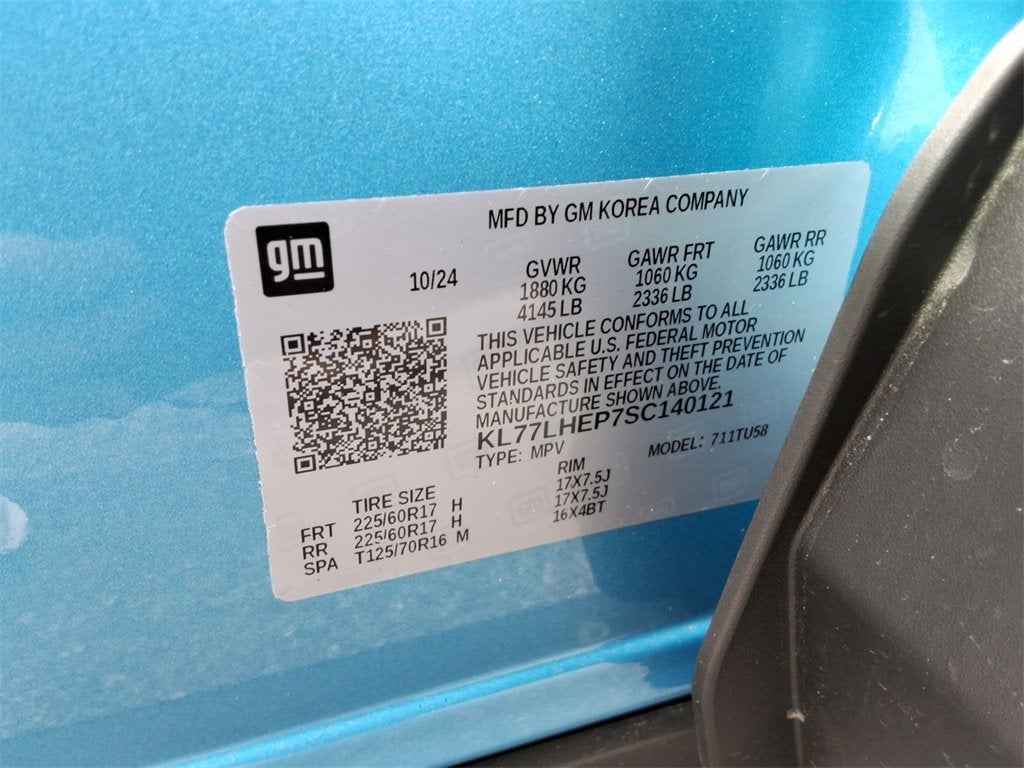 MFD BY GM KOREA COMPANY
gm
10/24
GVWR GAWR FRT GAWR RR
1880 KG 1060 KG 1060 KG
4145 LB 2336 LB 2336 LB
THIS VEHICLE CONFORMS TO ALL
APPLICABLE U.S. FEDERAL MOTOR
VEHICLE SAFETY AND THEFT PREVENTION
STANDARDS IN EFFECT ON THE DATE OF
MANUFACTURE SHOWN ABOVE.
KL77LHEP7SC140121
TYPE: MPV MODEL: 711TU58
TIRE SIZE RIM
FRT 225/60R17 H 17X7.5J
RR 225/60R17 H 17X7.5J
SPA T125/70R16 M 16X4BT